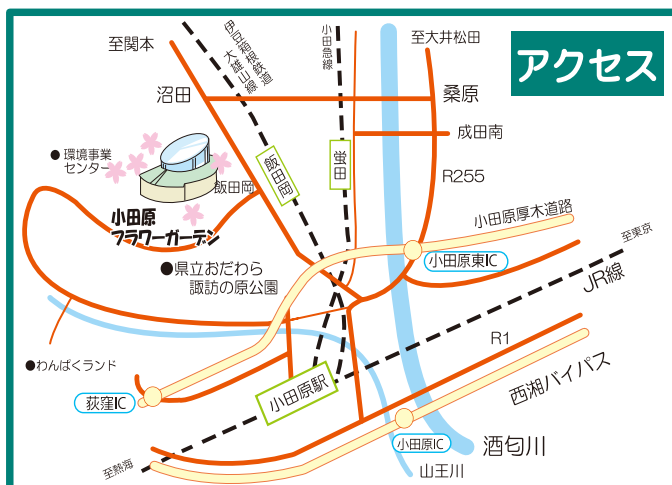 アクセス
至関本
伊豆箱根鉄道
大雄山線
小田急線
至大井松田
沼田
桑原
成田南
● 環境事業
センター
飯田岡
飯田岡
蛍田
R255
小田原
フラワーガーデン
小田原厚木道路
●県立おだわら
諏訪の原公園
小田原東IC
至東京
JR線
●わんぱくランド
R1
荻窪IC
小田原駅
西湘バイパス
小田原IC
酒匂川
至熱海
山王川